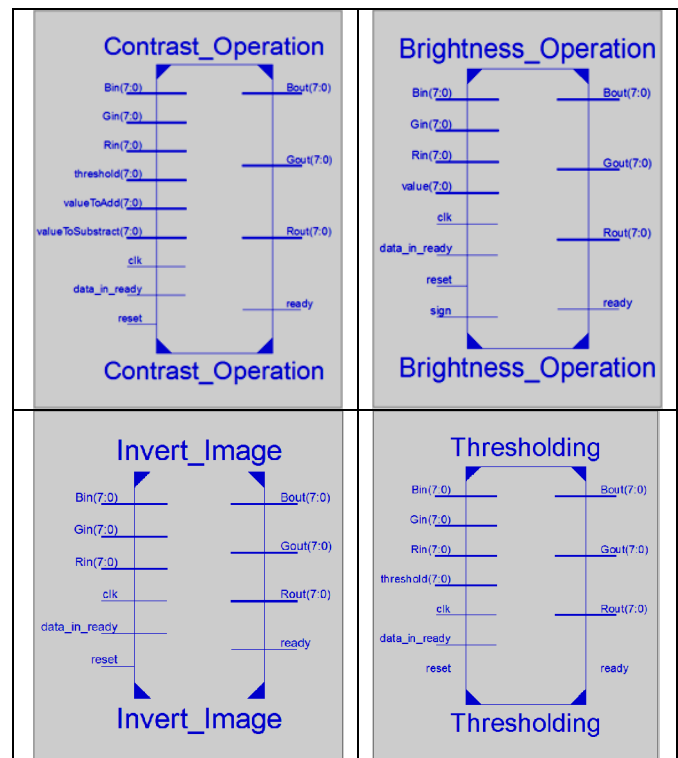 Contrast_Operation
Bin(7:0)
Bout(7:0)
Gin(7:0)
Rin(7:0)
Gout(7:0)
threshold(7:0)
valueToAdd(7:0)
valueToSubstract(7:0)
Rout(7:0)
clk
data_in_ready
ready
reset
Contrast_Operation
Brightness_Operation
Bin(7:0)
Bout(7:0)
Gin(7:0)
Rin(7:0)
Gout(7:0)
value(7:0)
clk
Rout(7:0)
data_in_ready
reset
ready
sign
Brightness_Operation
Invert_Image
Bin(7:0)
Bout(7:0)
Gin(7:0)
Gout(7:0)
Rin(7:0)
clk
Rout(7:0)
data_in_ready
ready
reset
Invert_Image
Thresholding
Bin(7:0)
Bout(7:0)
Gin(7:0)
Rin(7:0)
Gout(7:0)
threshold(7:0)
clk
Rout(7:0)
data_in_ready
reset
ready
Thresholding